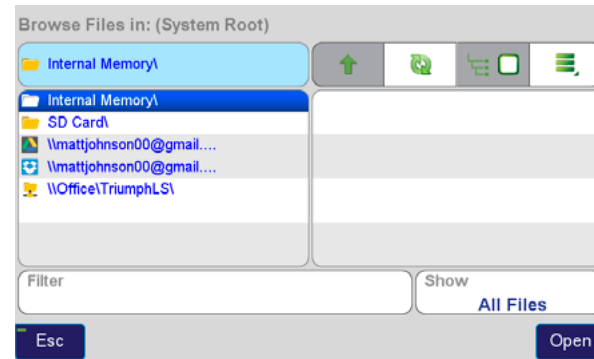 Browse Files in: (System Root)
Internal Memory\
Internal Memory\
SD Card\
\\mattjohnson00@gmail....
\\mattjohnson00@gmail....
\\Office\TriumphLS\
Filter
Show
All Files
Esc
Open